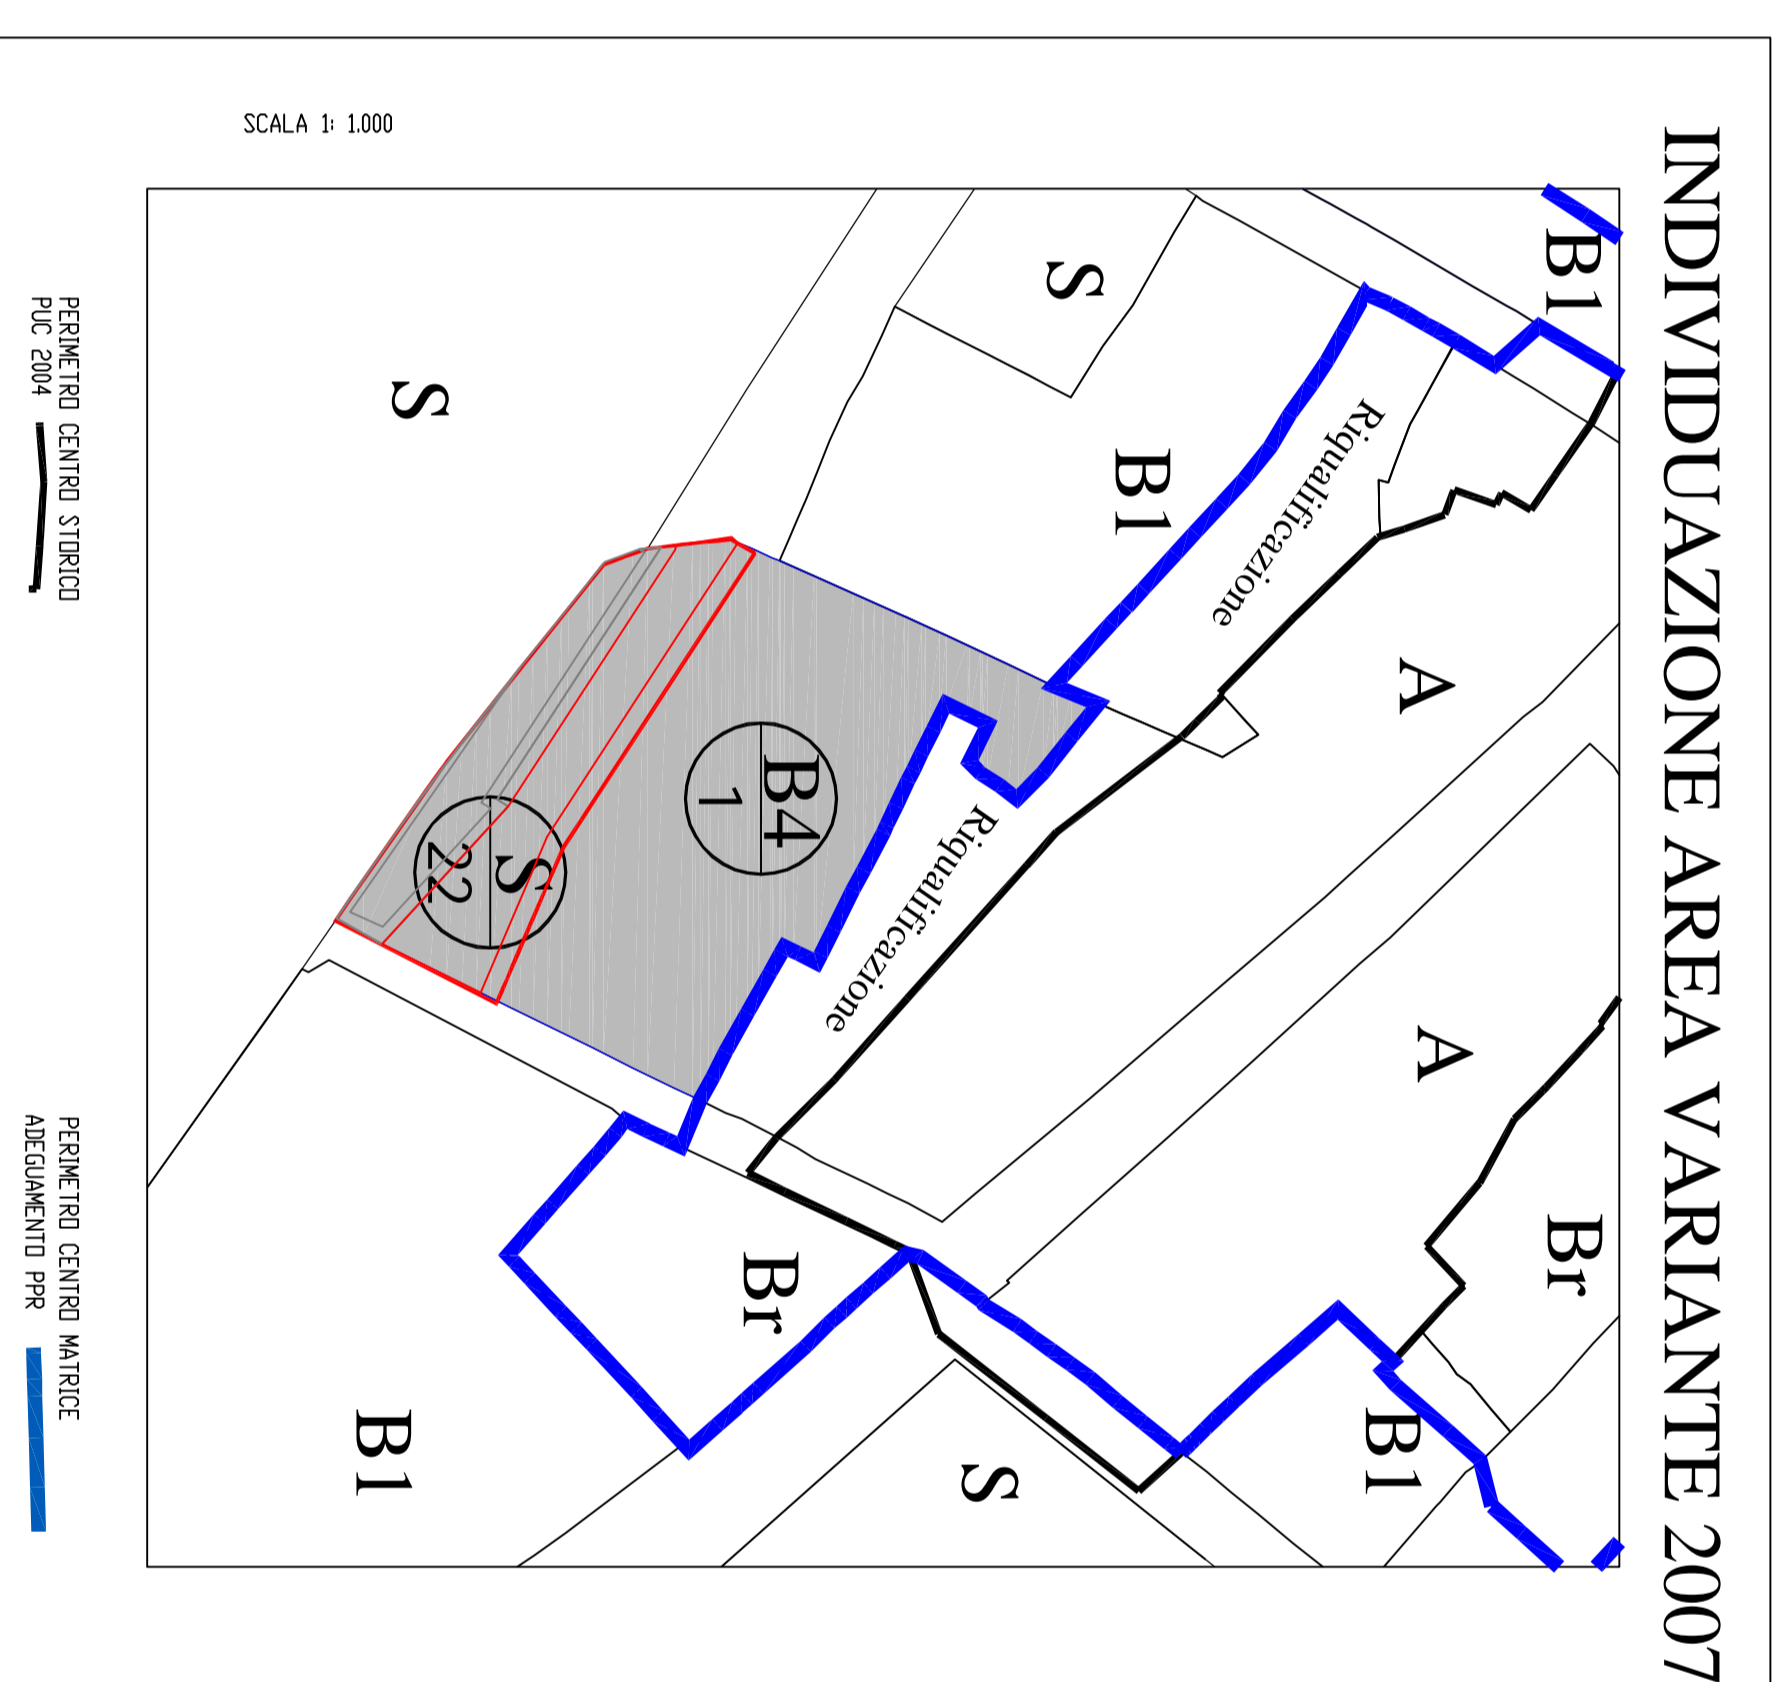 INDIVIDUAZIONE AREA VARIANTE 2007
B1
A
A
Br
Riqualificazione
B1
S
Riqualificazione
B1
B4
1
Br
S
S
22
S
B1
SCALA 1: 1.000
PERIMETRO CENTRO STORICO
PUC 2004
PERIMETRO CENTRO MATRICE
ADEGUAMENTO PPR